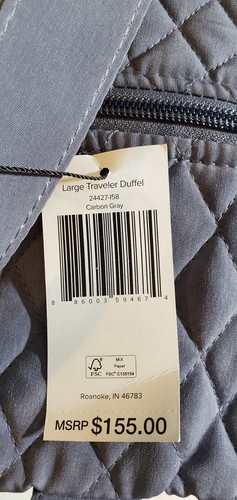 Large Traveler Duffel
24427-I58
Carbon Gray
8 86003 59467 4
FSC
MIX
Paper
FSC® C135154
Roanoke, IN 46783
MSRP $155.00